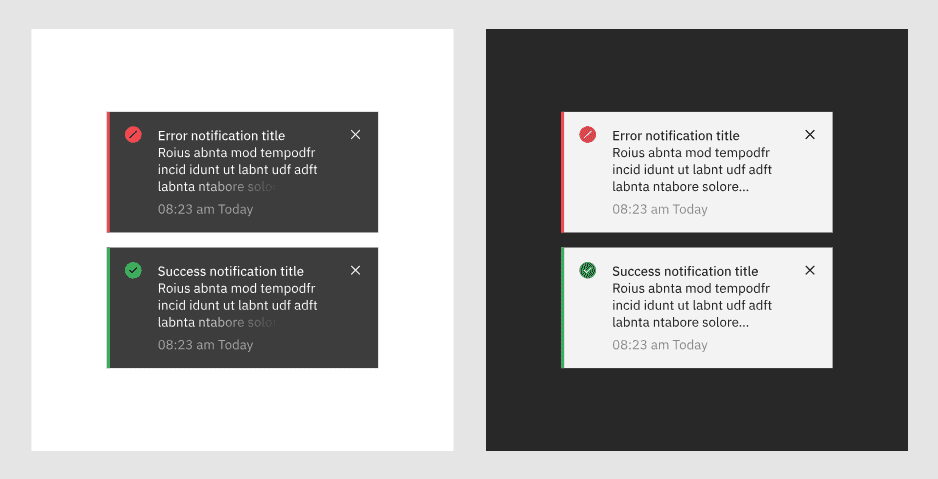 Error notification title
Roius abnta mod tempodfr
incid idunt ut labnt udf adft
labnta ntabore solo
08:23 am Today
Success notification title
Roius abnta mod tempodfr
incid idunt ut labnt udf adft
labnta ntabore solo
08:23 am Today
Error notification title
Roius abnta mod tempodfr
incid idunt ut labnt udf adft
labnta ntabore solore...
08:23 am Today
Success notification title
Roius abnta mod tempodfr
incid idunt ut labnt udf adft
labnta ntabore solore...
08:23 am Today